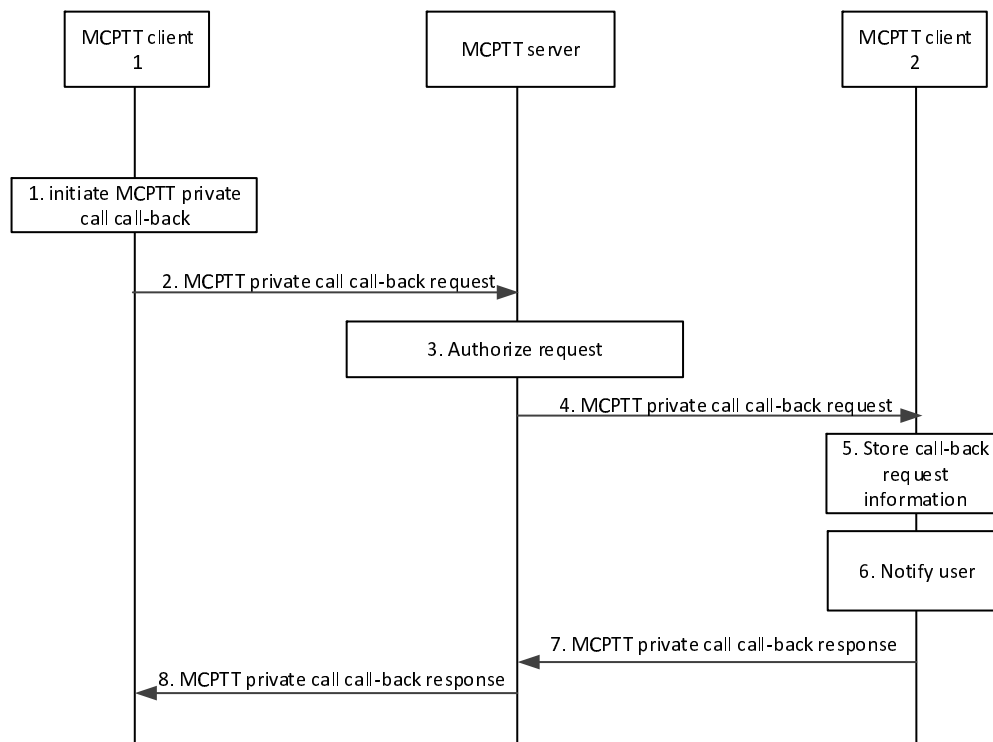 MCPTT client
1
MCPTT server
MCPTT client
2
1. initiate MCPTT private
call call-back
2. MCPTT private call call-back request
3. Authorize request
4. MCPTT private call call-back request
5. Store call-back
request
information
6. Notify user
7. MCPTT private call call-back response
8. MCPTT private call call-back response